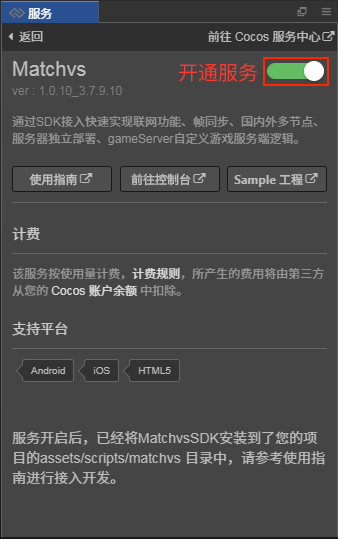 服务
返回 前往 Cocos 服务中心
Matchvs 开通服务
ver : 1.0.10_3.7.9.10
通过SDK接入快速实现联网功能、帧同步、国内外多节点、
服务器独立部署、gameServer自定义游戏服务端逻辑。
使用指南 前往控制台 Sample 工程
计费
该服务按使用量计费，计费规则，所产生的费用将由第三方
从您的 Cocos 账户余额 中扣除。
支持平台
Android iOS HTML5
服务开启后，已经将MatchvsSDK安装到了您的项
目的assets/scripts/matchvs 目录中，请参考使用指
南进行接入开发。